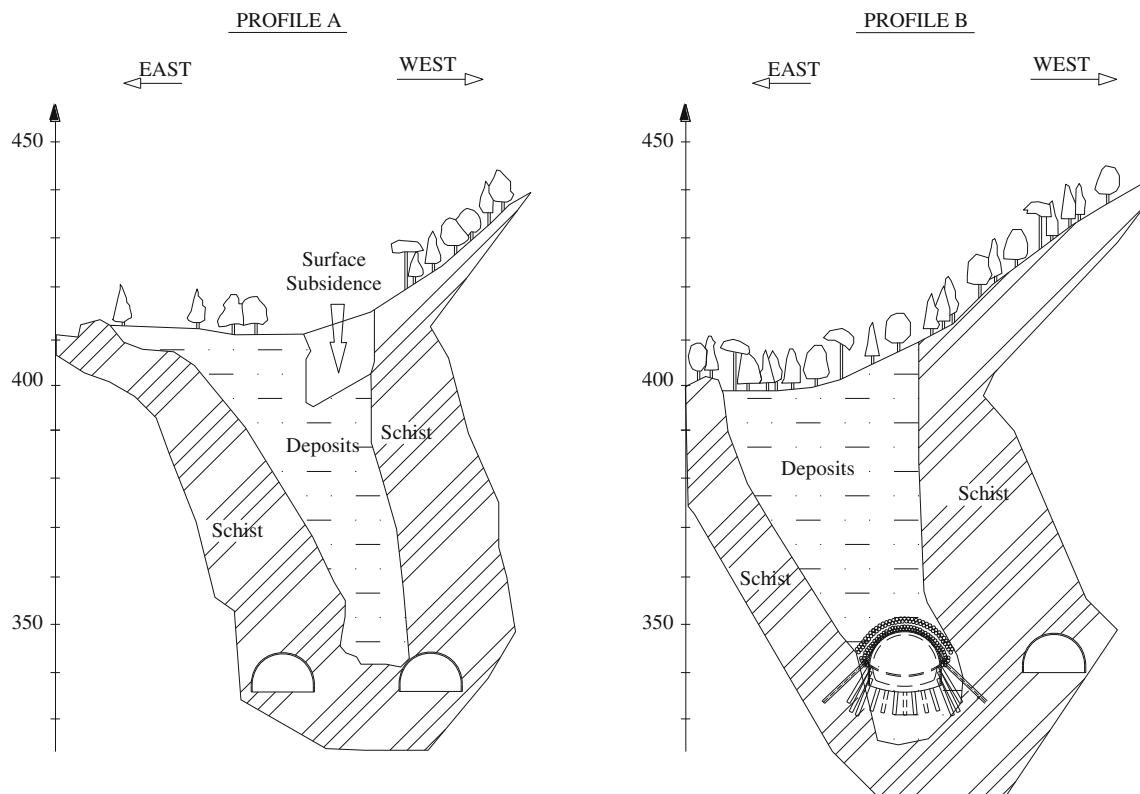 PROFILE A
EAST
WEST
450
400
350
Surface
Subsidence
Deposits
Schist
Schist
PROFILE B
EAST
WEST
450
400
350
Deposits
Schist
Schist